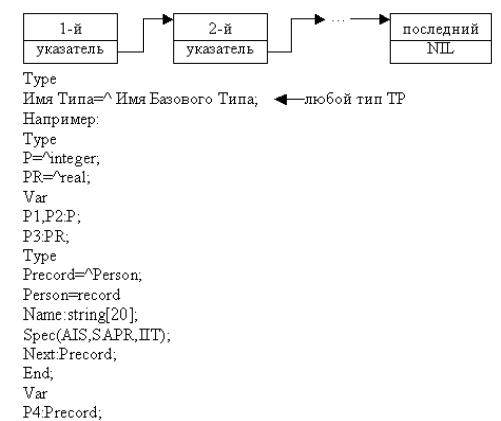 1-й 2-й ... последний
указатель указатель NIL
Type
Имя Типа=^ Имя Базового Типа; любой тип TP
Например:
Type
P=^integer;
PR=^real;
Var
P1,P2:P;
P3:PR;
Type
Precord=^Person;
Person=record
Name:string[20];
Spec(AIS,SAPR,ПТ);
Next:Precord;
End;
Var
P4:Precord;